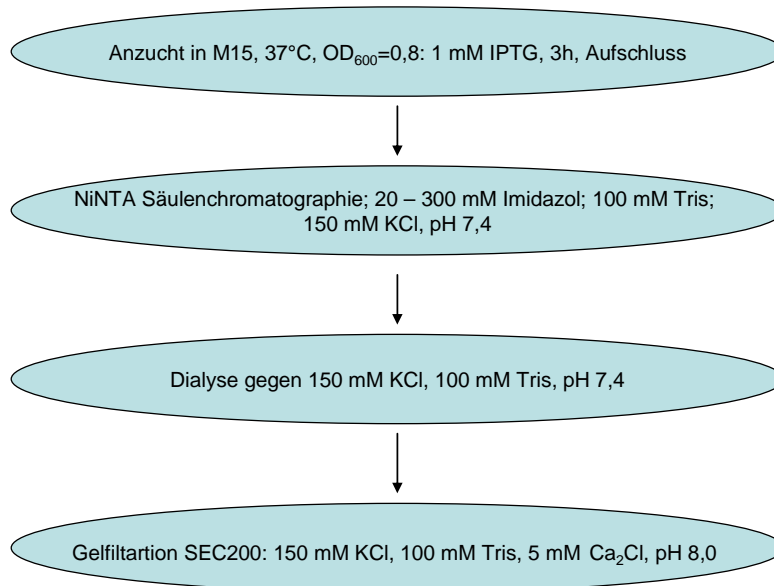 Anzucht in M15, 37°C, OD₆₀₀=0,8: 1 mM IPTG, 3h, Aufschluss
NiNTA Säulenchromatographie; 20 – 300 mM Imidazol; 100 mM Tris;
150 mM KCl, pH 7,4
Dialyse gegen 150 mM KCl, 100 mM Tris, pH 7,4
Gelfiltartion SEC200: 150 mM KCl, 100 mM Tris, 5 mM Ca₂Cl, pH 8,0